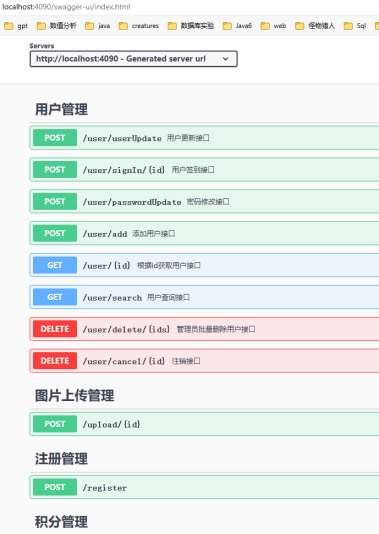 localhost:4090/swagger-ui/index.html
gpt 数值分析 java creatures 数据库实验 Java6 web 怪物猎人 Sql
Servers
http://localhost:4090 - Generated server url
用户管理
POST /user/userUpdate 用户更新接口
POST /user/signIn/{id} 用户签到接口
POST /user/passwordUpdate 密码修改接口
POST /user/add 添加用户接口
GET /user/{id} 根据id获取用户接口
GET /user/search 用户查询接口
DELETE /user/delete/{ids} 管理员批量删除用户接口
DELETE /user/cancel/{id} 注销接口
图片上传管理
POST /upload/{id}
注册管理
POST /register
积分管理